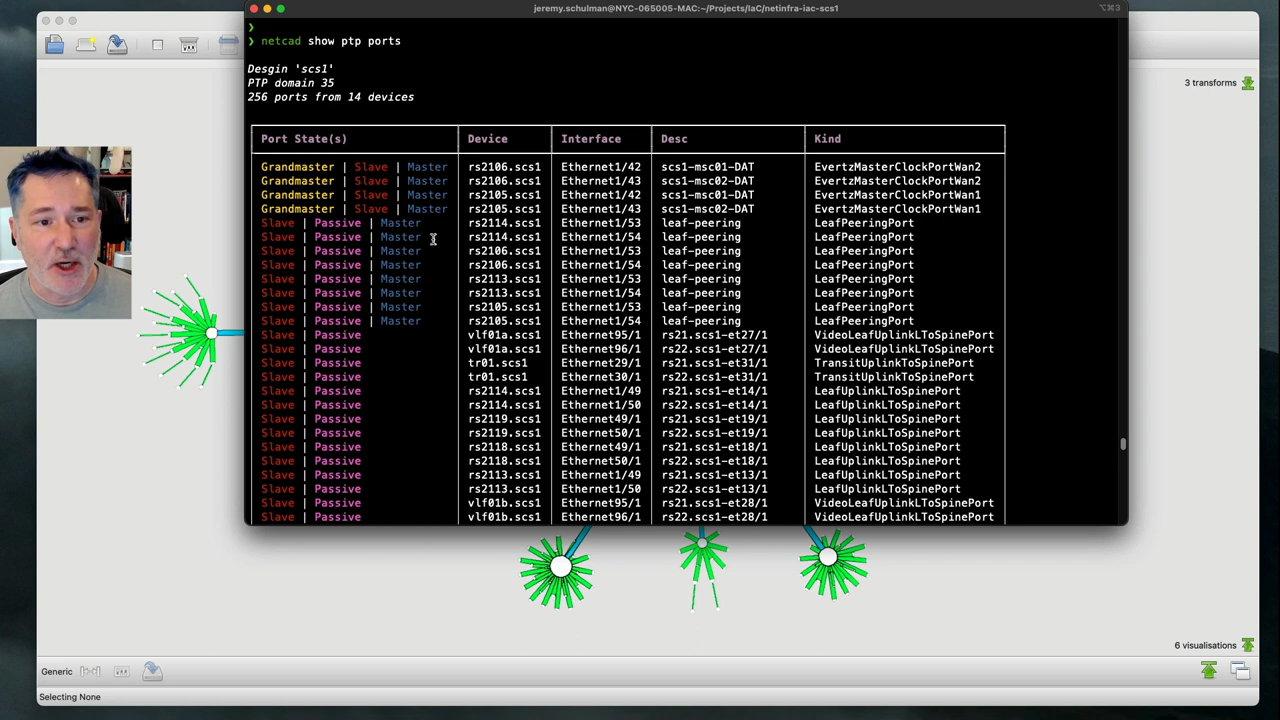 jeremy.schulman@NYC-065005-MAC:~/Projects/IaC/netinfra-iac-scs1
⌥⌘3
❯
❯ netcad show ptp ports
Desgin 'scs1'
PTP domain 35
256 ports from 14 devices
Port State(s) Device Interface Desc Kind
Grandmaster | Slave | Master rs2106.scs1 Ethernet1/42 scs1-msc01-DAT EvertzMasterClockPortWan2
Grandmaster | Slave | Master rs2106.scs1 Ethernet1/43 scs1-msc02-DAT EvertzMasterClockPortWan2
Grandmaster | Slave | Master rs2105.scs1 Ethernet1/42 scs1-msc01-DAT EvertzMasterClockPortWan1
Grandmaster | Slave | Master rs2105.scs1 Ethernet1/43 scs1-msc02-DAT EvertzMasterClockPortWan1
Slave | Passive | Master rs2114.scs1 Ethernet1/53 leaf-peering LeafPeeringPort
Slave | Passive | Master rs2114.scs1 Ethernet1/54 leaf-peering LeafPeeringPort
Slave | Passive | Master rs2106.scs1 Ethernet1/53 leaf-peering LeafPeeringPort
Slave | Passive | Master rs2106.scs1 Ethernet1/54 leaf-peering LeafPeeringPort
Slave | Passive | Master rs2113.scs1 Ethernet1/53 leaf-peering LeafPeeringPort
Slave | Passive | Master rs2113.scs1 Ethernet1/54 leaf-peering LeafPeeringPort
Slave | Passive | Master rs2105.scs1 Ethernet1/53 leaf-peering LeafPeeringPort
Slave | Passive | Master rs2105.scs1 Ethernet1/54 leaf-peering LeafPeeringPort
Slave | Passive vlf01a.scs1 Ethernet95/1 rs21.scs1-et27/1 VideoLeafUplinkLToSpinePort
Slave | Passive vlf01a.scs1 Ethernet96/1 rs22.scs1-et27/1 VideoLeafUplinkLToSpinePort
Slave | Passive tr01.scs1 Ethernet29/1 rs21.scs1-et31/1 TransitUplinkToSpinePort
Slave | Passive tr01.scs1 Ethernet30/1 rs22.scs1-et31/1 TransitUplinkToSpinePort
Slave | Passive rs2114.scs1 Ethernet1/49 rs21.scs1-et14/1 LeafUplinkLToSpinePort
Slave | Passive rs2114.scs1 Ethernet1/50 rs22.scs1-et14/1 LeafUplinkLToSpinePort
Slave | Passive rs2119.scs1 Ethernet49/1 rs21.scs1-et19/1 LeafUplinkLToSpinePort
Slave | Passive rs2119.scs1 Ethernet50/1 rs22.scs1-et19/1 LeafUplinkLToSpinePort
Slave | Passive rs2118.scs1 Ethernet49/1 rs21.scs1-et18/1 LeafUplinkLToSpinePort
Slave | Passive rs2118.scs1 Ethernet50/1 rs22.scs1-et18/1 LeafUplinkLToSpinePort
Slave | Passive rs2113.scs1 Ethernet1/49 rs21.scs1-et13/1 LeafUplinkLToSpinePort
Slave | Passive rs2113.scs1 Ethernet1/50 rs22.scs1-et13/1 LeafUplinkLToSpinePort
Slave | Passive vlf01b.scs1 Ethernet95/1 rs21.scs1-et28/1 VideoLeafUplinkLToSpinePort
Slave | Passive vlf01b.scs1 Ethernet96/1 rs22.scs1-et28/1 VideoLeafUplinkLToSpinePort
3 transforms
6 visualisations
Generic
Selecting None